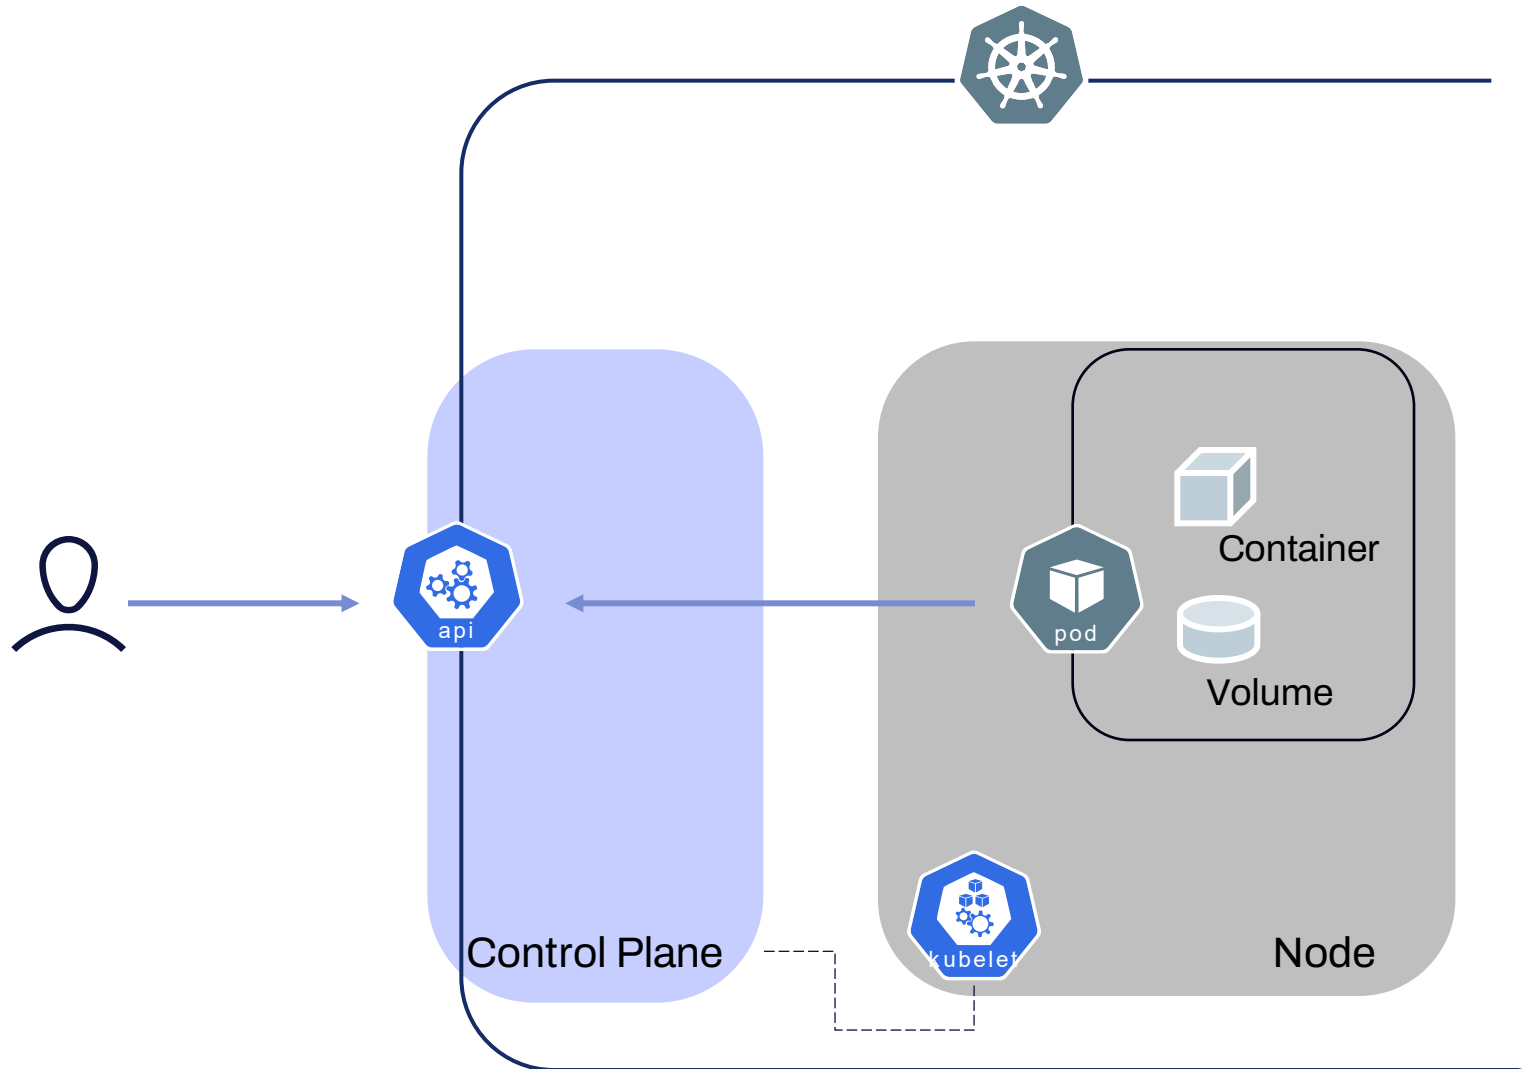 Container
api
pod
Volume
Control Plane
kubelet
Node